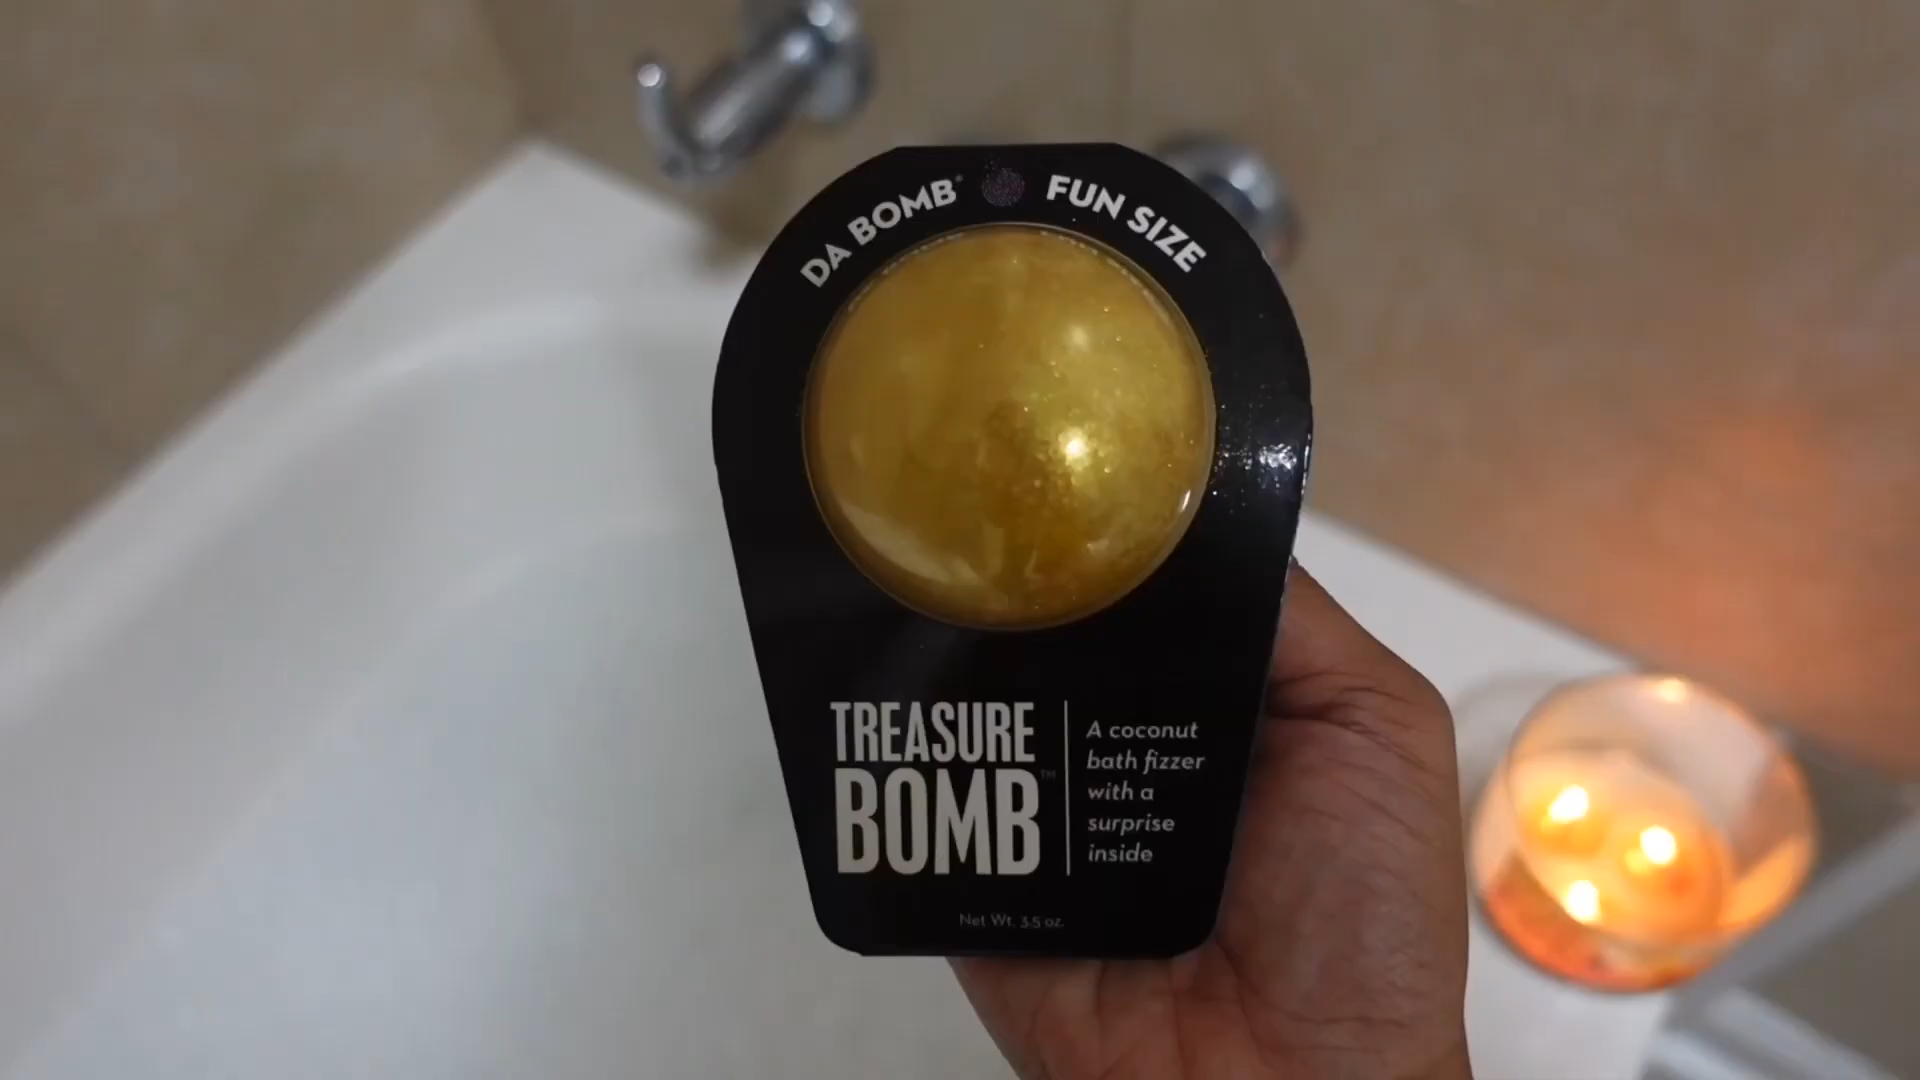 DA BOMB® FUN SIZE
TREASURE
BOMB™
A coconut
bath fizzer
with a
surprise
inside
Net Wt. 3.5 oz.